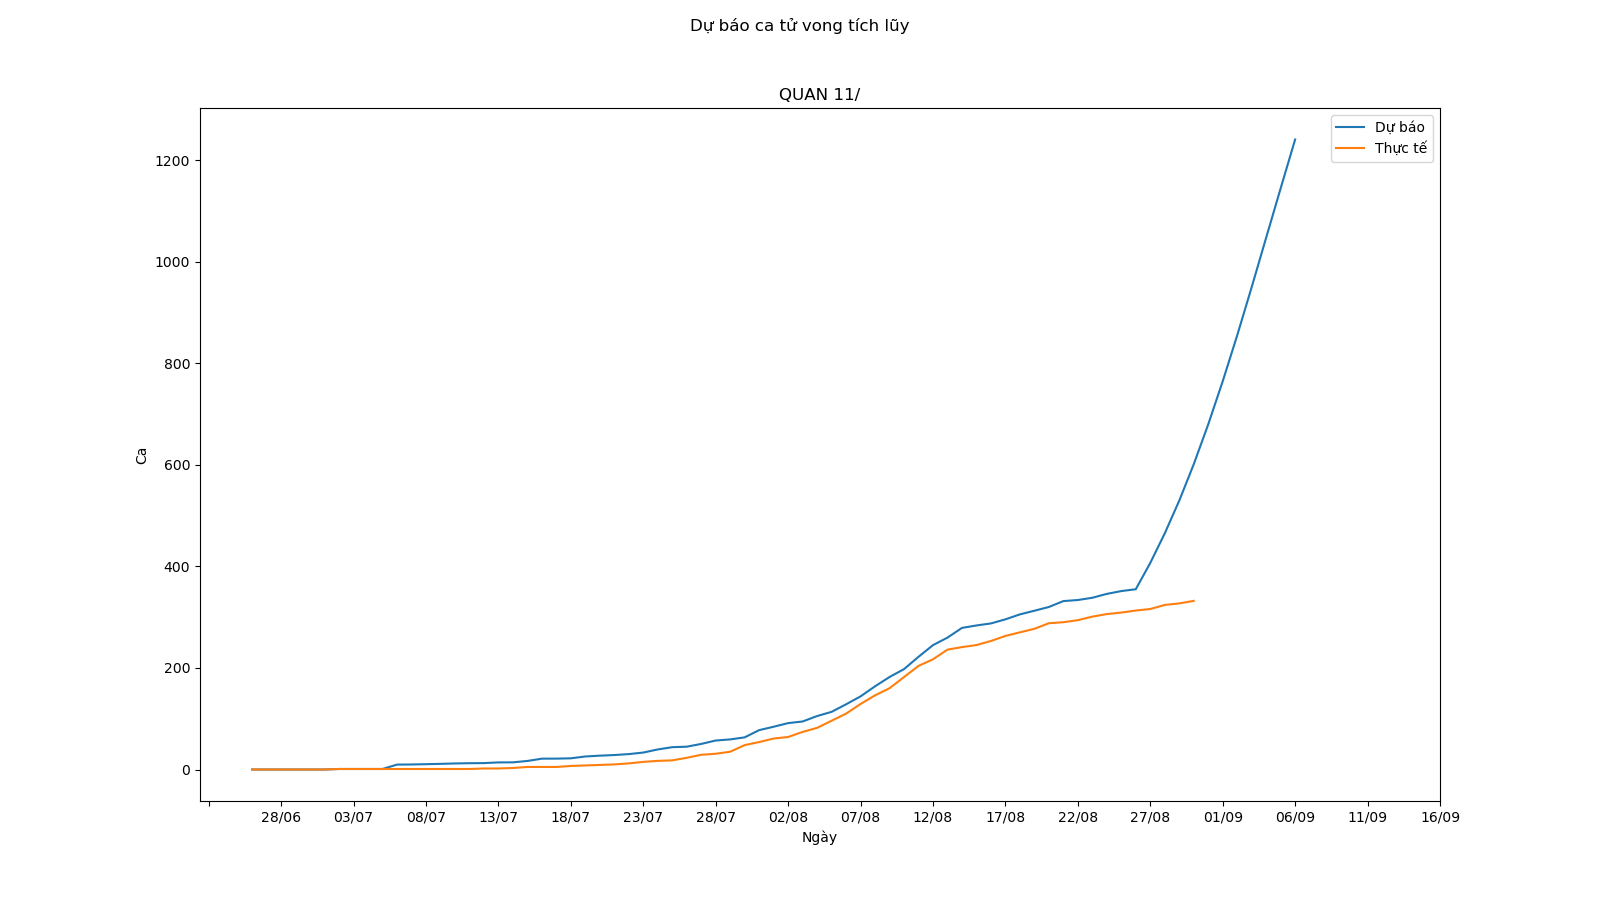 Dự báo ca tử vong tích lũy
QUAN 11/
Dự báo
Thực tế
1200
1000
800
600
400
200
0
Ca
28/06 03/07 08/07 13/07 18/07 23/07 28/07 02/08 07/08 12/08 17/08 22/08 27/08 01/09 06/09 11/09 16/09
Ngày